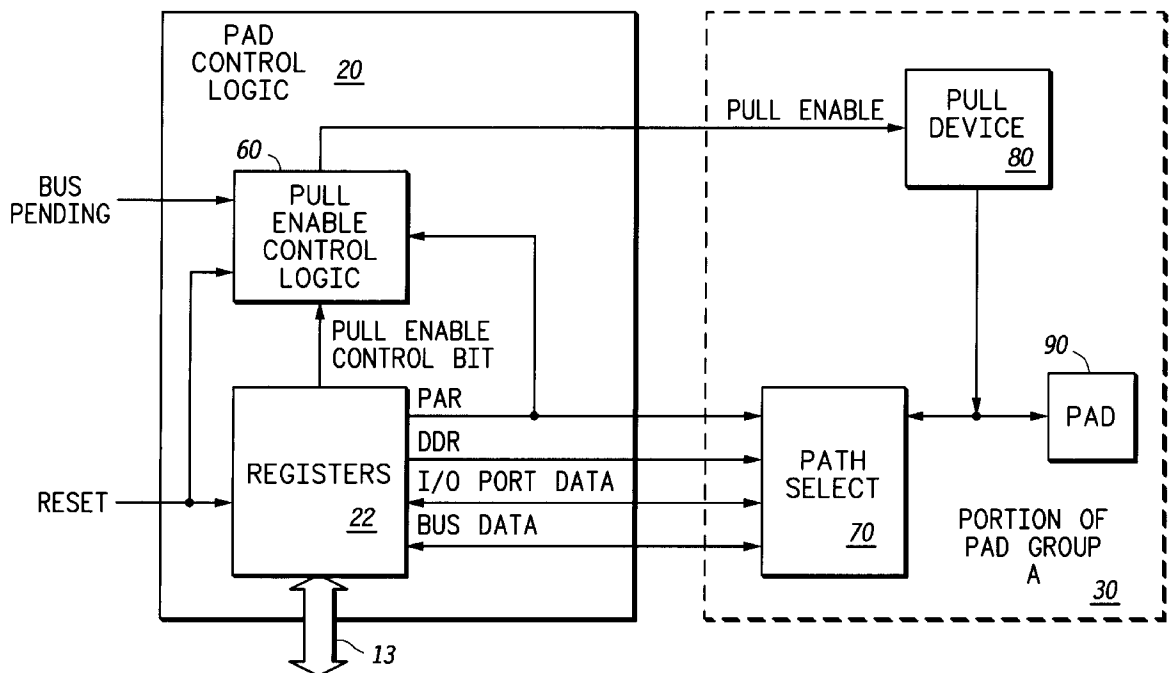 PAD
CONTROL
LOGIC
20
PULL ENABLE
PULL
DEVICE
80
60
BUS
PENDING
PULL
ENABLE
CONTROL
LOGIC
PULL ENABLE
CONTROL BIT
90
PAD
PAR
DDR
I/O PORT DATA
BUS DATA
REGISTERS
22
RESET
PATH
SELECT
70
PORTION OF
PAD GROUP
A
30
13